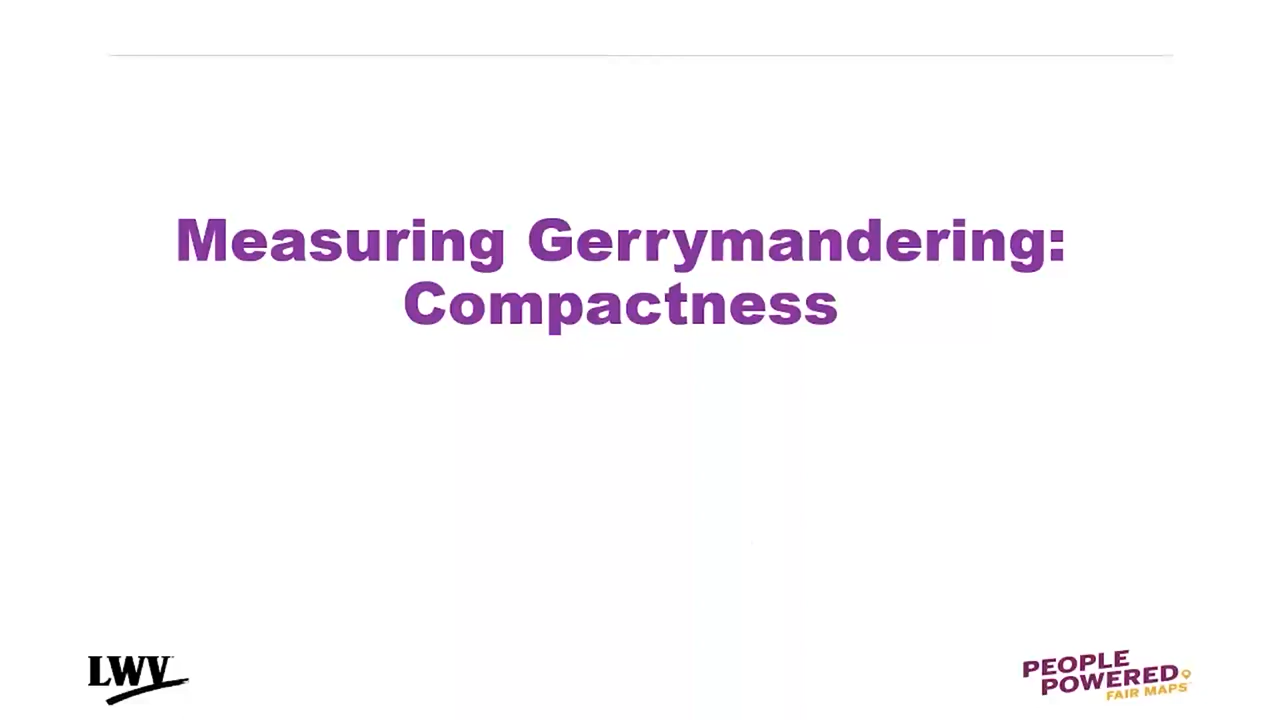 Measuring Gerrymandering:
Compactness
LWV
PEOPLE
POWERED
FAIR MAPS